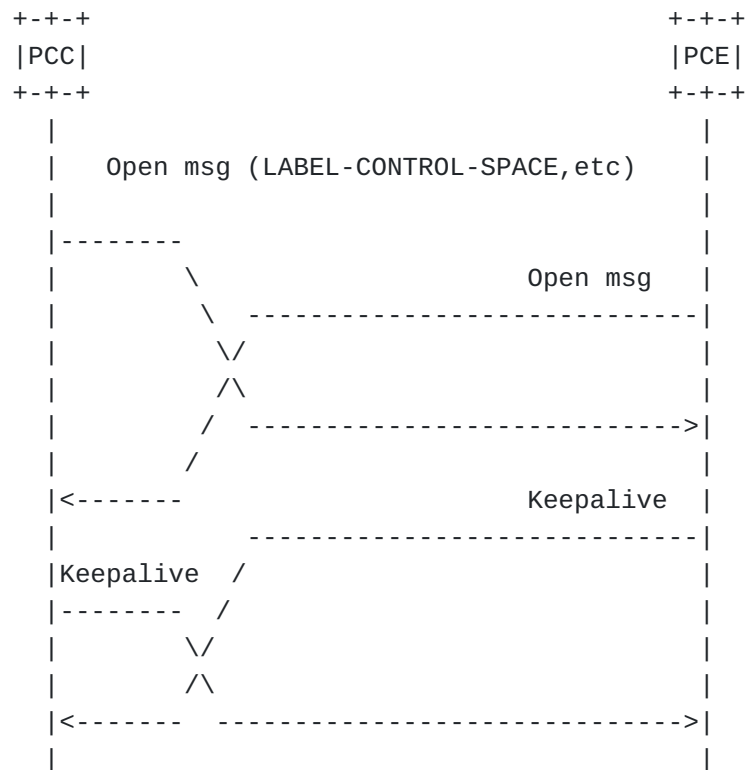 +-+-+                                      +-+-+
|PCC|                                      |PCE|
+-+-+                                      +-+-+
  |                                          |
  |   Open msg (LABEL-CONTROL-SPACE,etc)     |
  |                                          |
  |--------                                  |
  |        \                     Open msg    |
  |         \  -----------------------------|
  |          \/                              |
  |          /\                              |
  |         /  ---------------------------->|
  |        /                                 |
  |<-------                      Keepalive   |
  |            -----------------------------|
  |Keepalive  /                              |
  |--------  /                               |
  |        \/                                |
  |        /\                                |
  |<-------  ------------------------------>|
  |                                          |